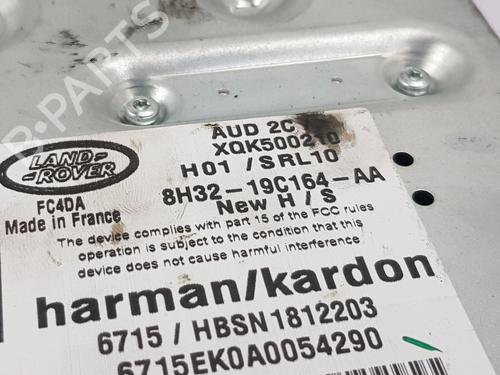 B-PARTS
LAND-
ROVER
FC4DA
Made in France
AUD 2C
XQK500210
H01 / SRL10
8H32-19C164-AA
New H / S
The device complies with part 15 of the FCC rules
operation is subject to the condition that this
device does not cause harmful interference.
harman/kardon
6715 / HBSN1812203
6715EK0A0054290